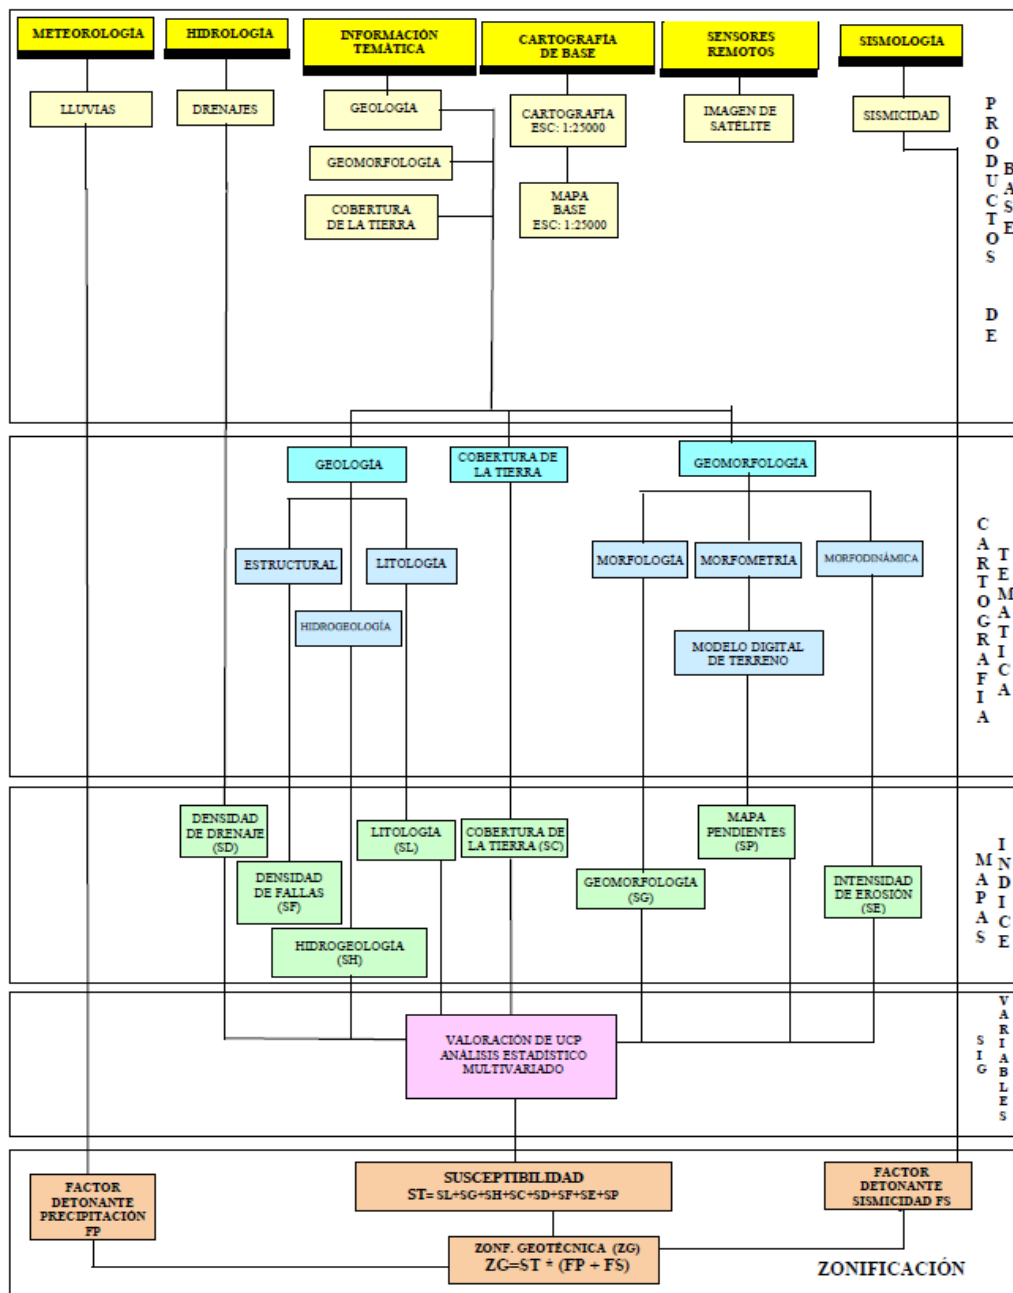 METEOROLOGÍA
HIDROLOGÍA
INFORMACIÓN
TEMÁTICA
CARTOGRAFÍA
DE BASE
SENSORES
REMOTOS
SISMOLOGÍA
LLUVIAS
DRENAJES
GEOLOGÍA
CARTOGRAFÍA
ESC: 1:25000
IMAGEN DE
SATÉLITE
SISMICIDAD
GEOMORFOLOGÍA
COBERTURA
DE LA TIERRA
MAPA
BASE
ESC: 1:25000
PRODUCTOS DE
BASE
GEOLOGÍA
COBERTURA DE
LA TIERRA
GEOMORFOLOGÍA
ESTRUCTURAL
LITOLOGÍA
MORFOLOGÍA
MORFOMETRÍA
MORFODINÁMICA
HIDROGEOLOGÍA
MODELO DIGITAL
DE TERRENO
CARTOGRAFIA
TEMATICA
DENSIDAD
DE DRENAJE
(SD)
LITOLOGÍA
(SL)
COBERTURA DE
LA TIERRA (SC)
MAPA
PENDIENTES
(SP)
DENSIDAD
DE FALLAS
(SF)
GEOMORFOLOGÍA
(SG)
INTENSIDAD
DE EROSIÓN
(SE)
HIDROGEOLOGÍA
(SH)
MAPAS
INDICE
VALORACIÓN DE UCP
ANÁLISIS ESTADÍSTICO
MULTIVARIADO
SIG
VARIABLES
FACTOR
DETONANTE
PRECIPITACIÓN
FP
SUSCEPTIBILIDAD
ST= SL+SG+SH+SC+SD+SF+SE+SP
FACTOR
DETONANTE
SISMICIDAD FS
ZONF. GEOTÉCNICA (ZG)
ZG=ST * (FP + FS)
ZONIFICACIÓN